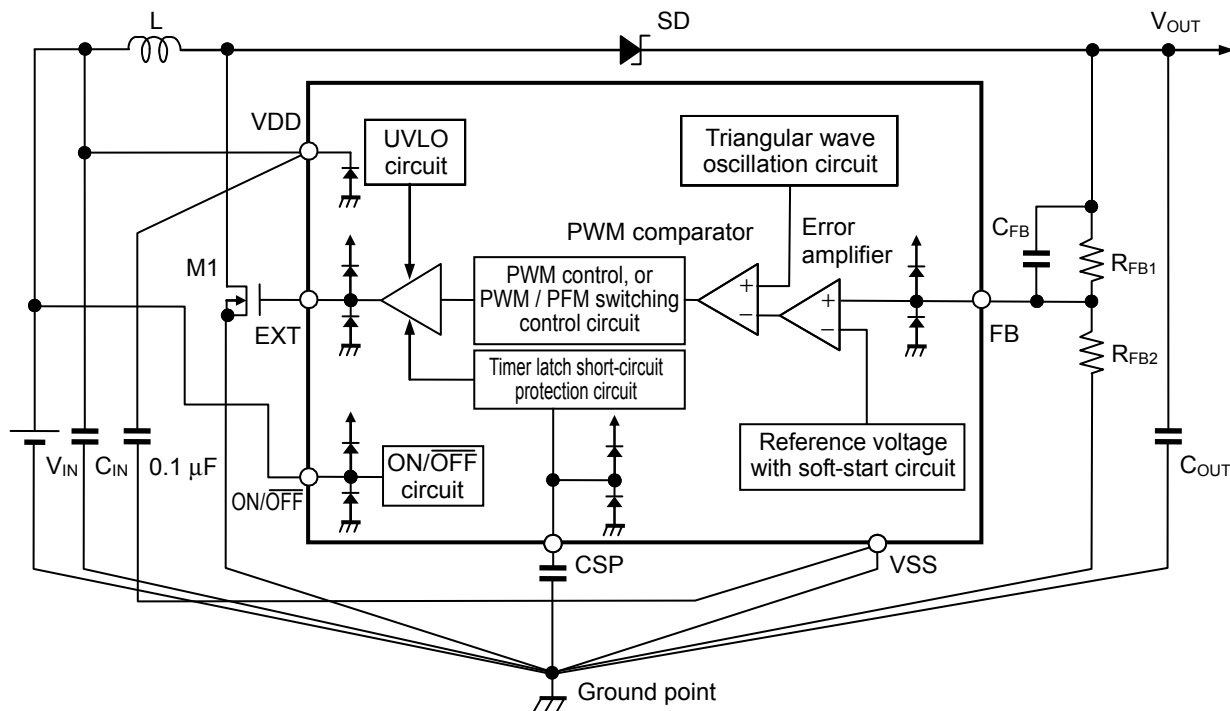 L
SD
VOUT
VDD
UVLO
circuit
Triangular wave
oscillation circuit
PWM comparator
Error
amplifier
CFB
RFB1
M1
PWM control, or
PWM / PFM switching
control circuit
+
−
+
−
EXT
FB
RFB2
Timer latch short-circuit
protection circuit
VIN
CIN
0.1 µF
ON/OFF
ON/OFF
circuit
Reference voltage
with soft-start circuit
COUT
CSP
VSS
Ground point